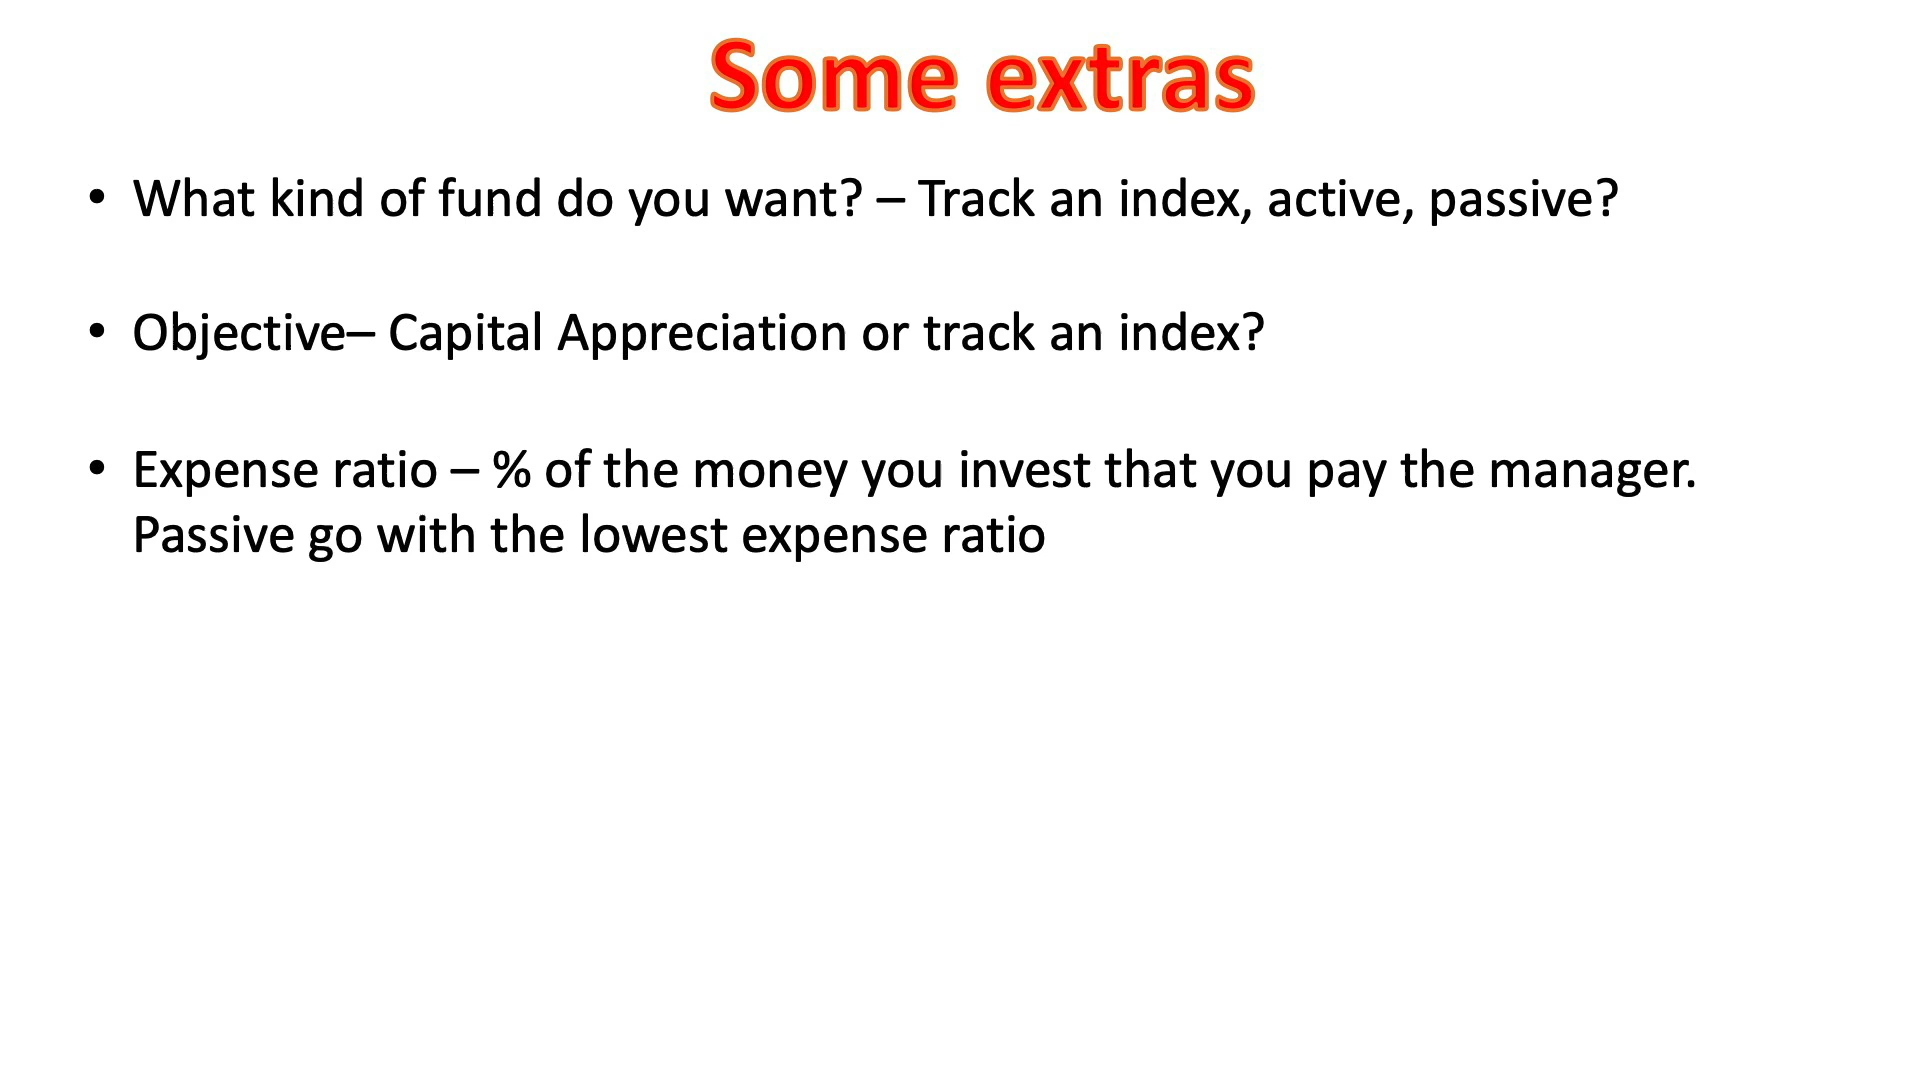 Some extras
• What kind of fund do you want? – Track an index, active, passive?
• Objective– Capital Appreciation or track an index?
• Expense ratio – % of the money you invest that you pay the manager.
Passive go with the lowest expense ratio